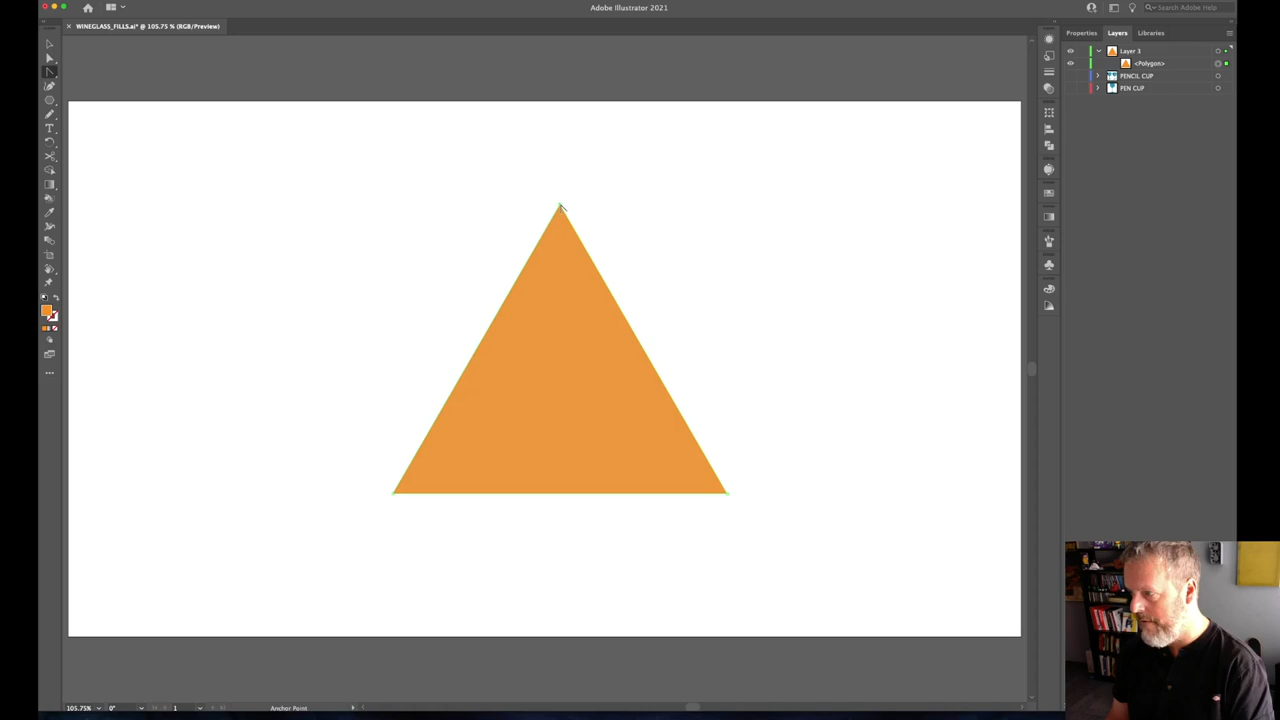 Adobe Illustrator 2021
Search Adobe Help
× WINEGLASS_FILLS.ai* @ 105.75 % (RGB/Preview)
Properties Layers Libraries
Layer 3
<Polygon>
PENCIL CUP
PEN CUP
105.75% 0° 1 Anchor Point